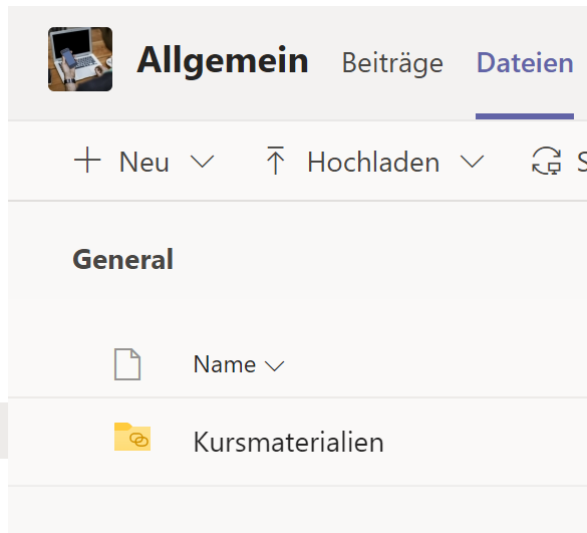 Allgemein Beiträge Dateien
Neu Hochladen
General
Name
Kursmaterialien